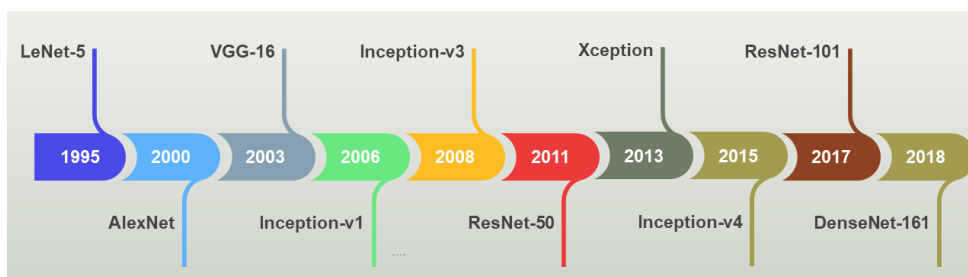 LeNet-5
VGG-16
Inception-v3
Xception
ResNet-101
1995
2000
2003
2006
2008
2011
2013
2015
2017
2018
AlexNet
Inception-v1
ResNet-50
Inception-v4
DenseNet-161
....